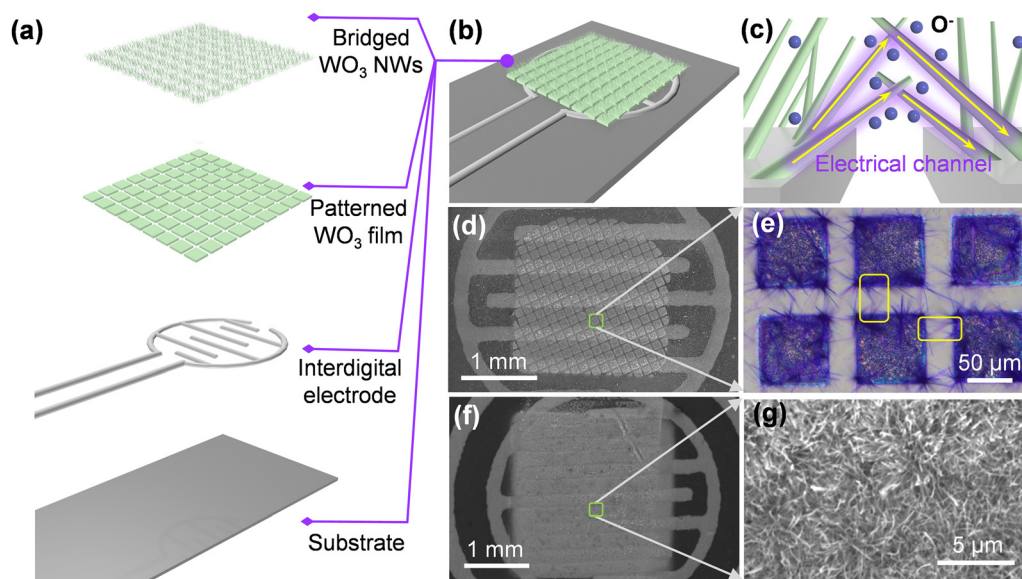 (a)
Bridged
WO₃ NWs
Patterned
WO₃ film
Interdigital
electrode
Substrate
(b)
(c)
O⁻
Electrical channel
(d)
1 mm
(e)
50 µm
(f)
1 mm
(g)
5 µm